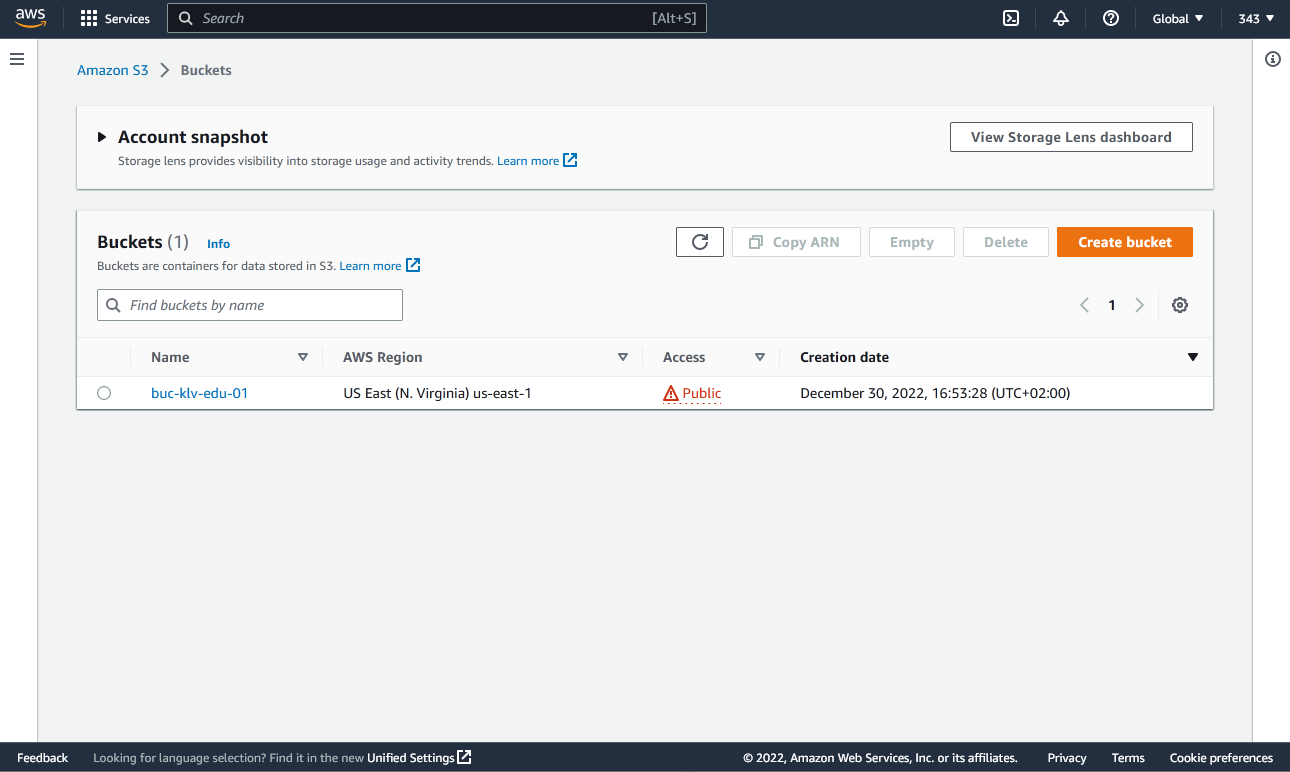 aws Services Search [Alt+S] Global 343
Amazon S3 Buckets
Account snapshot
View Storage Lens dashboard
Storage lens provides visibility into storage usage and activity trends. Learn more
Buckets (1) Info
Copy ARN Empty Delete Create bucket
Buckets are containers for data stored in S3. Learn more
Find buckets by name
1
Name AWS Region Access Creation date
buc-klv-edu-01 US East (N. Virginia) us-east-1 Public December 30, 2022, 16:53:28 (UTC+02:00)
Feedback Looking for language selection? Find it in the new Unified Settings © 2022, Amazon Web Services, Inc. or its affiliates. Privacy Terms Cookie preferences